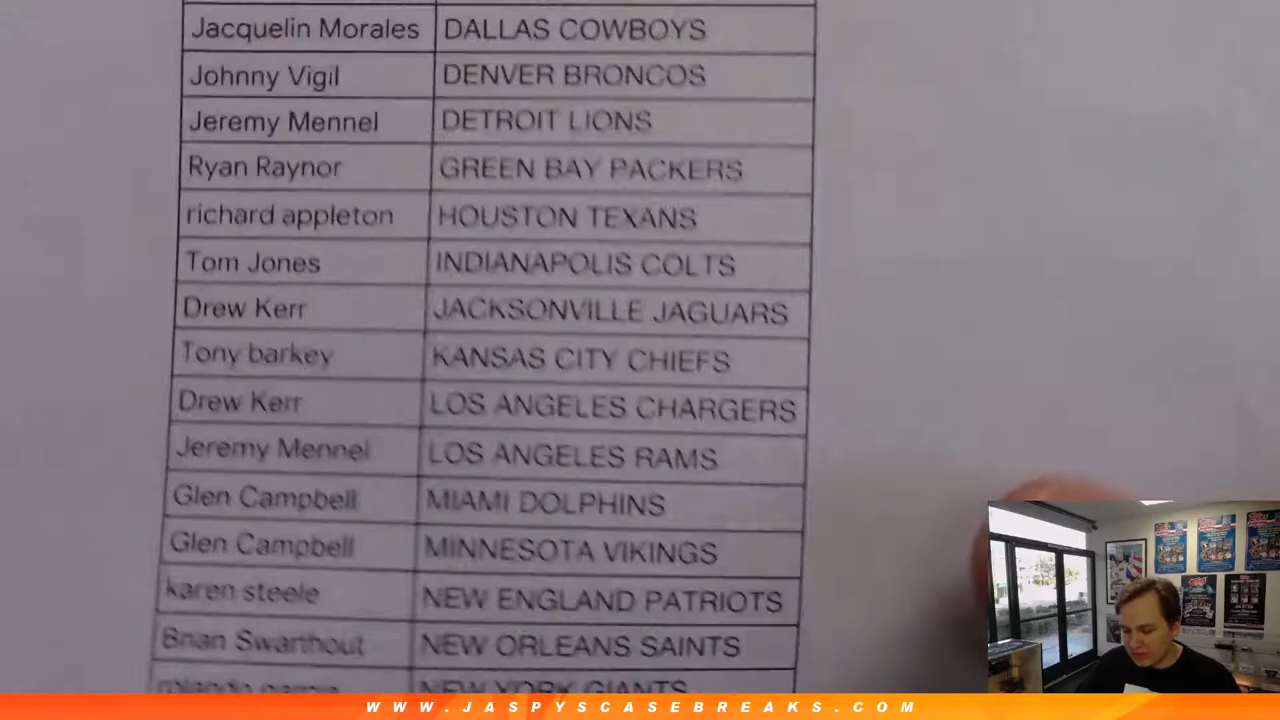 Jacquelin Morales DALLAS COWBOYS
Johnny Vigil DENVER BRONCOS
Jeremy Mennel DETROIT LIONS
Ryan Raynor GREEN BAY PACKERS
richard appleton HOUSTON TEXANS
Tom Jones INDIANAPOLIS COLTS
Drew Kerr JACKSONVILLE JAGUARS
Tony barkey KANSAS CITY CHIEFS
Drew Kerr LOS ANGELES CHARGERS
Jeremy Mennel LOS ANGELES RAMS
Glen Campbell MIAMI DOLPHINS
Glen Campbell MINNESOTA VIKINGS
karen steele NEW ENGLAND PATRIOTS
Brian Swarthout NEW ORLEANS SAINTS
NEW YORK GIANTS
WWW.JASPYSCASEBREAKS.COM